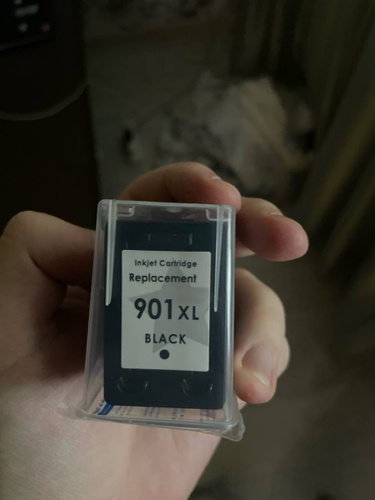 Inkjet Cartridge
Replacement
901XL
BLACK